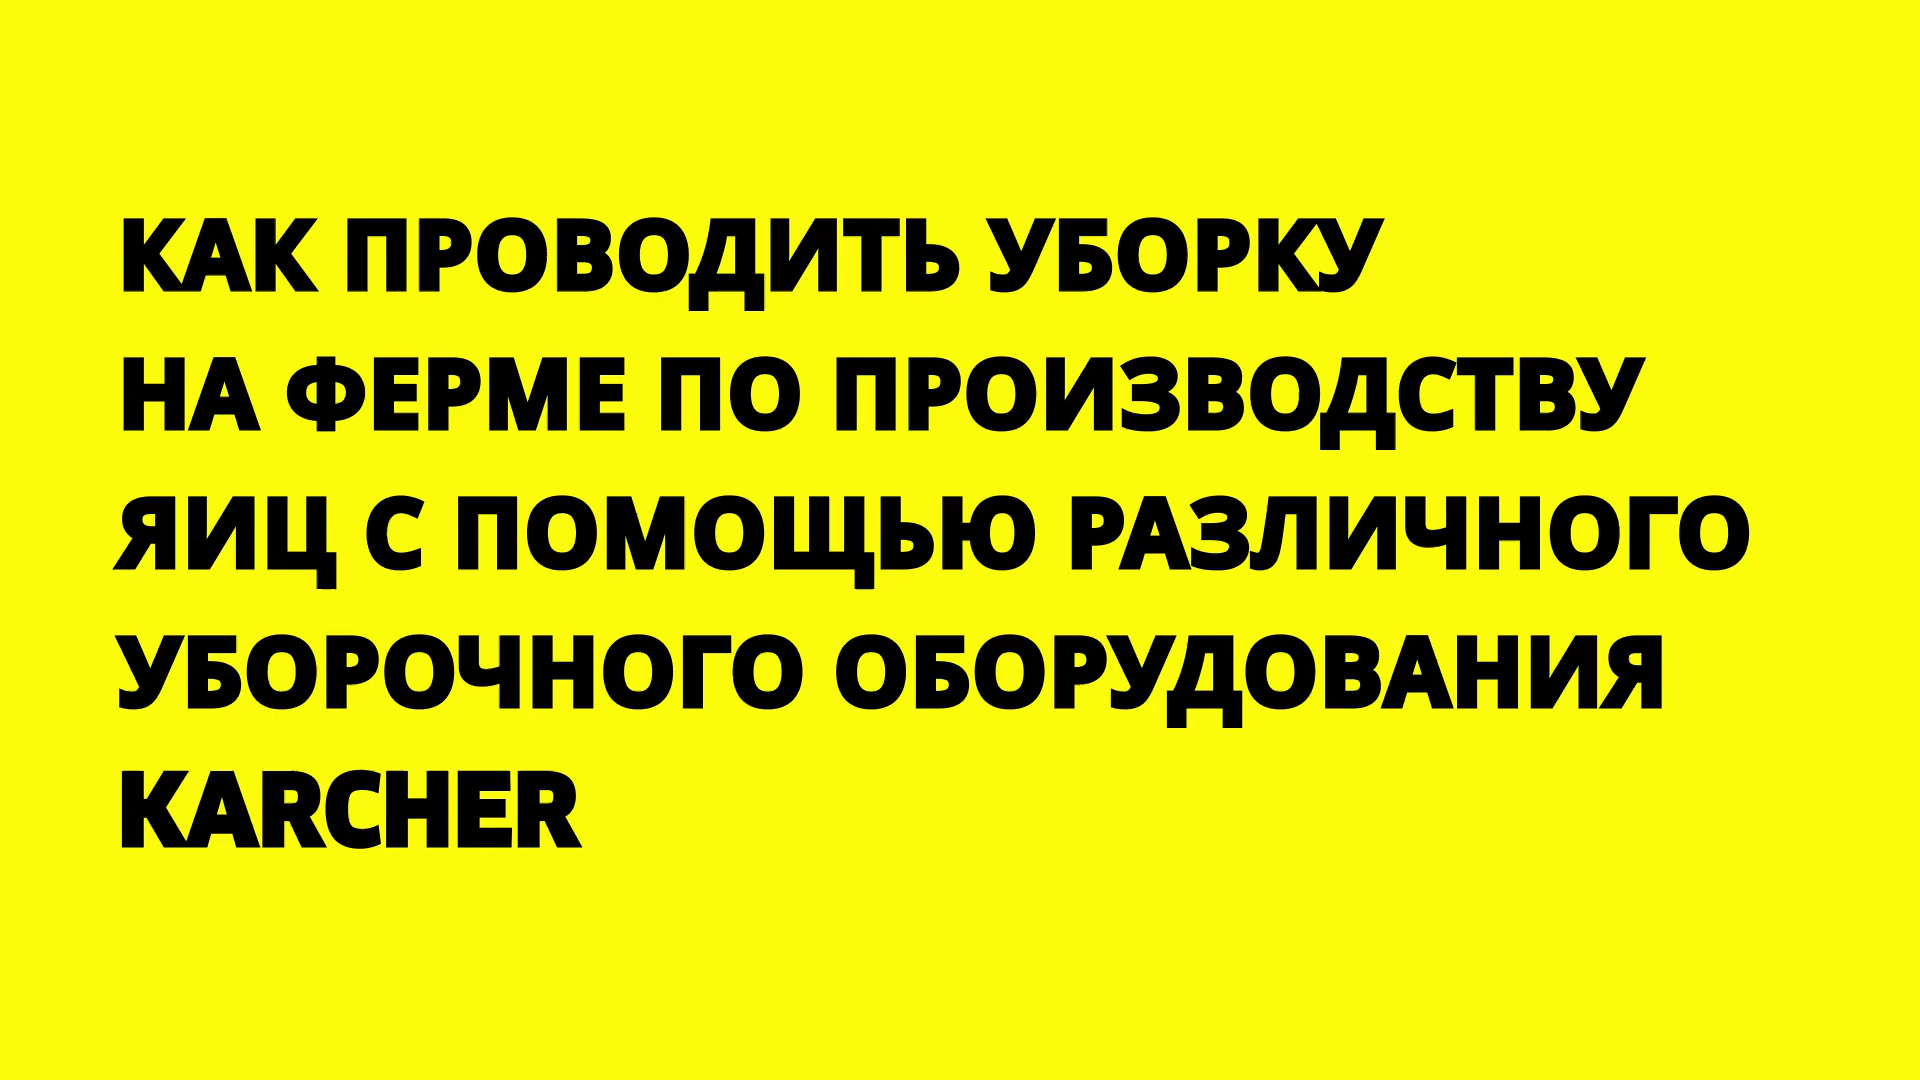 КАК ПРОВОДИТЬ УБОРКУ
НА ФЕРМЕ ПО ПРОИЗВОДСТВУ
ЯИЦ С ПОМОЩЬЮ РАЗЛИЧНОГО
УБОРОЧНОГО ОБОРУДОВАНИЯ
KARCHER